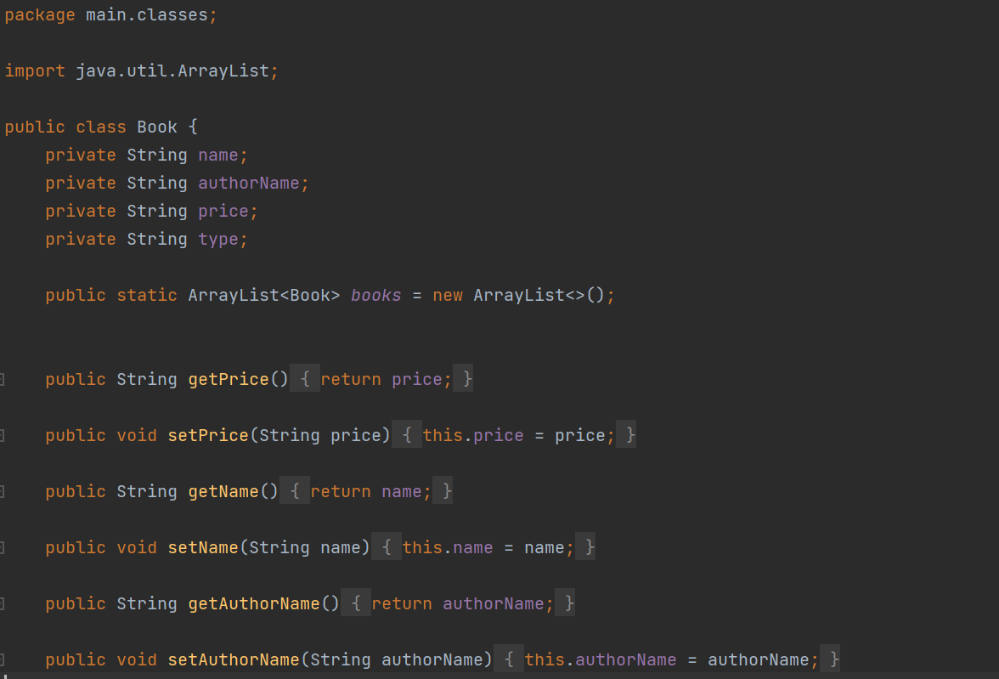 package main.classes;
import java.util.ArrayList;
public class Book {
private String name;
private String authorName;
private String price;
private String type;
public static ArrayList<Book> books = new ArrayList<>();
public String getPrice() { return price; }
public void setPrice(String price) { this.price = price; }
public String getName() { return name; }
public void setName(String name) { this.name = name; }
public String getAuthorName() { return authorName; }
public void setAuthorName(String authorName) { this.authorName = authorName; }